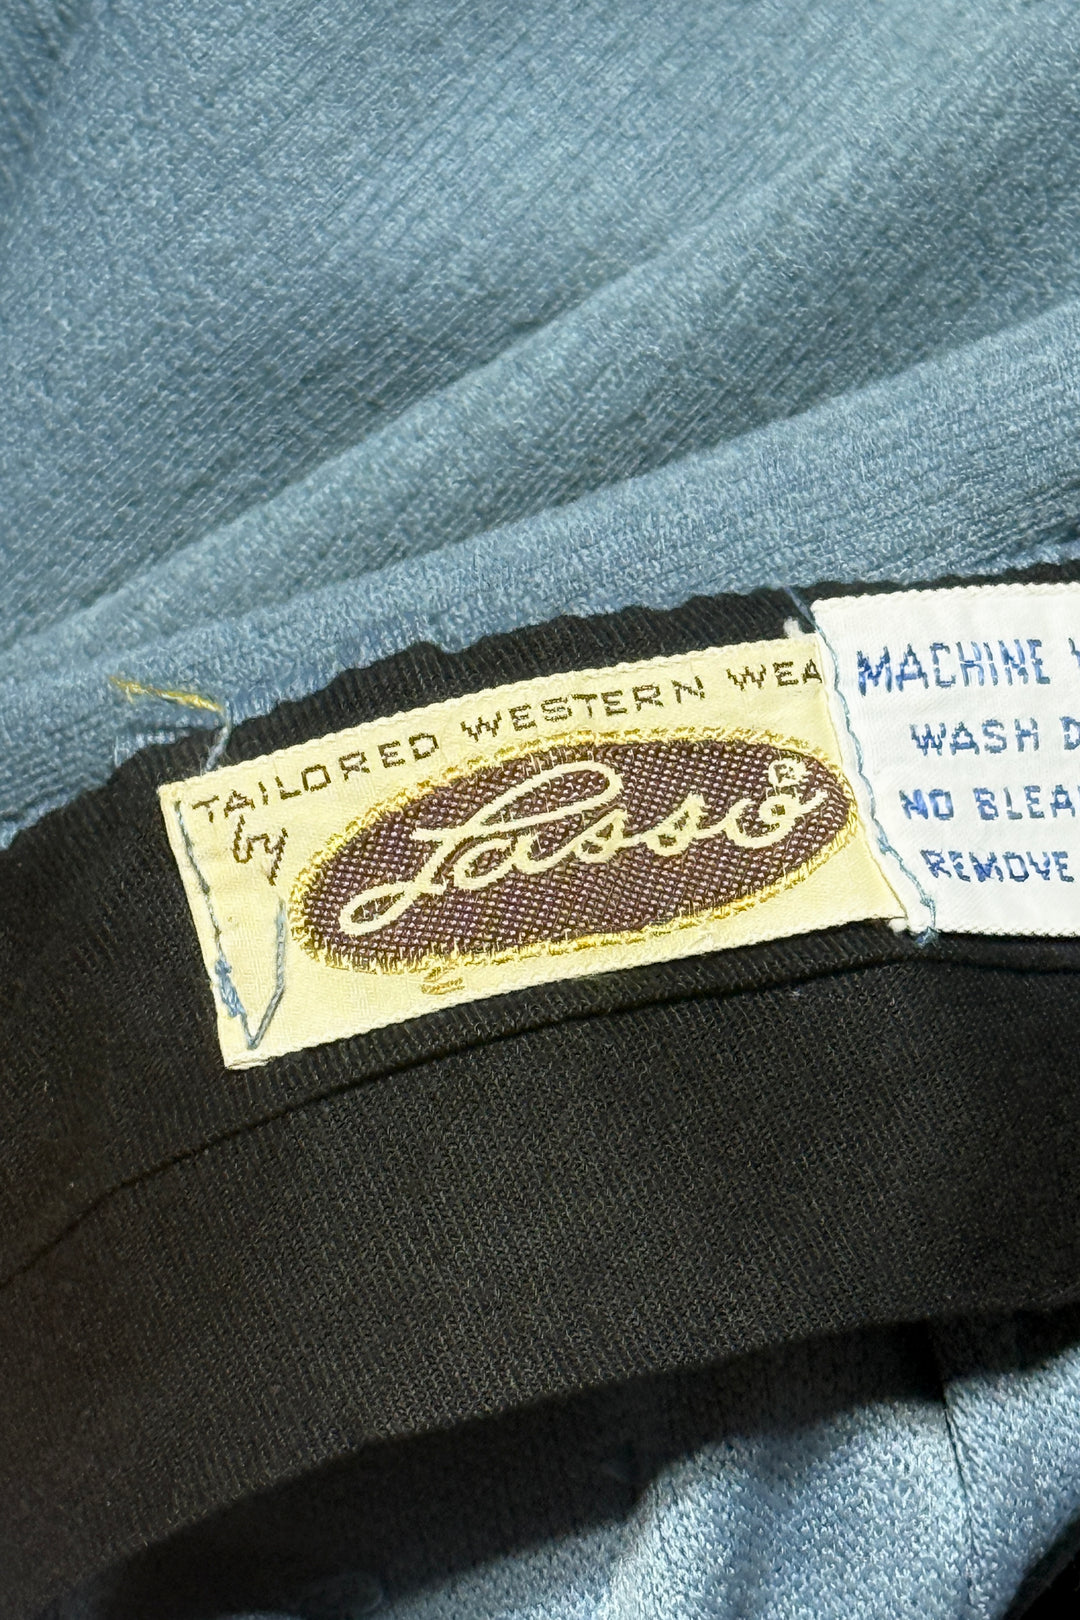 TAILORED WESTERN WEA
by
Lasso ®
MACHINE
WASH
NO BLEA
REMOVE